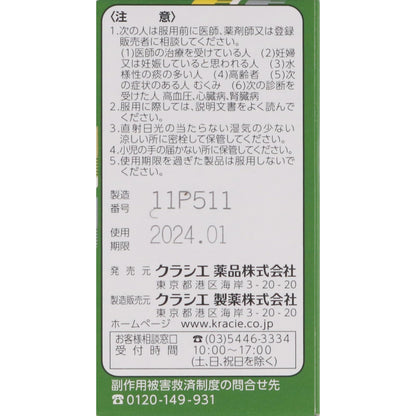 〈注　意〉
1.次の人は服用前に医師、薬剤師又は登録
販売者に相談してください。
(1)医師の治療を受けている人 (2)妊婦
又は妊娠していると思われる人 (3)水
様性の痰の多い人 (4)高齢者 (5)次
の症状のある人 むくみ (6)次の診断を
受けた人 高血圧、心臓病、腎臓病
2.服用に際しては、説明文書をよく読んで
ください。
3.直射日光の当たらない湿気の少ない
涼しい所に密栓して保管してください。
4.小児の手の届かない所に保管してください。
5.使用期限を過ぎた製品は服用しないで
ください。
製造
番号 11P511
使用
期限 2024.01
発売元 クラシエ薬品株式会社
東京都港区海岸3-20-20
製造販売元 クラシエ製薬株式会社
東京都港区海岸3-20-20
ホームページ www.kracie.co.jp
お客様相談窓口 ☎(03)5446-3334
受付時間 10:00〜17:00
(土、日、祝日を除く)
副作用被害救済制度の問合せ先
☎0120-149-931